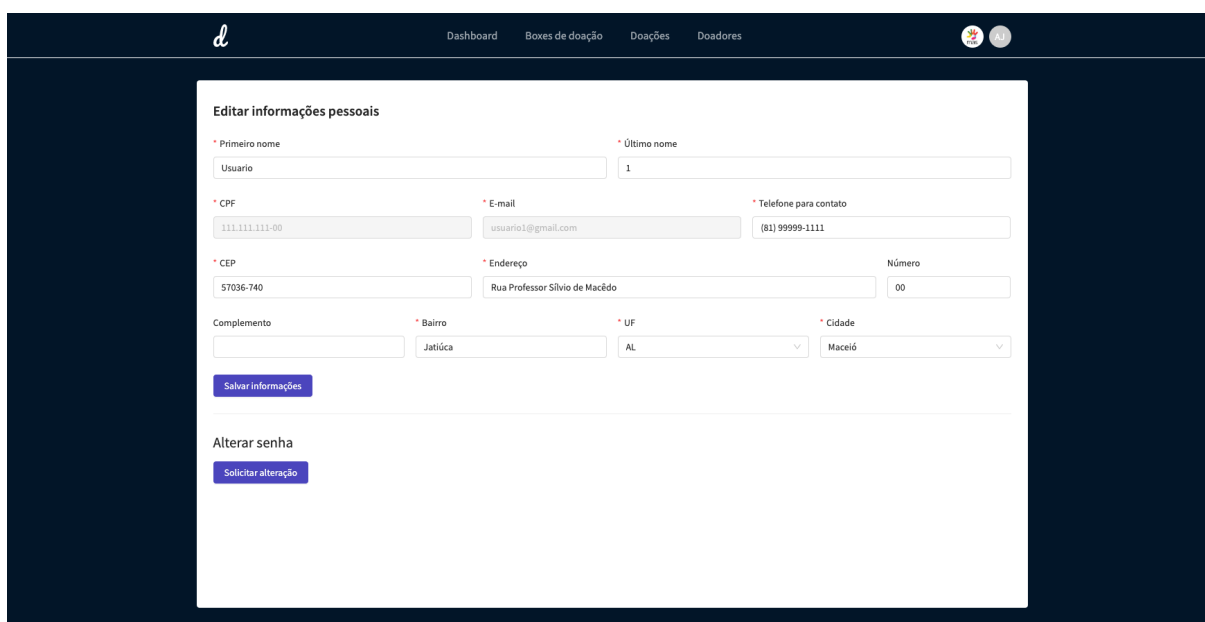 d Dashboard Boxes de doação Doações Doadores AJ
Editar informações pessoais
* Primeiro nome * Último nome
Usuario 1
* CPF * E-mail * Telefone para contato
111.111.111-00 usuario1@gmail.com (81) 99999-1111
* CEP * Endereço Número
57036-740 Rua Professor Sílvio de Macêdo 00
Complemento * Bairro * UF * Cidade
Jatiúca AL Maceió
Salvar informações
Alterar senha
Solicitar alteração